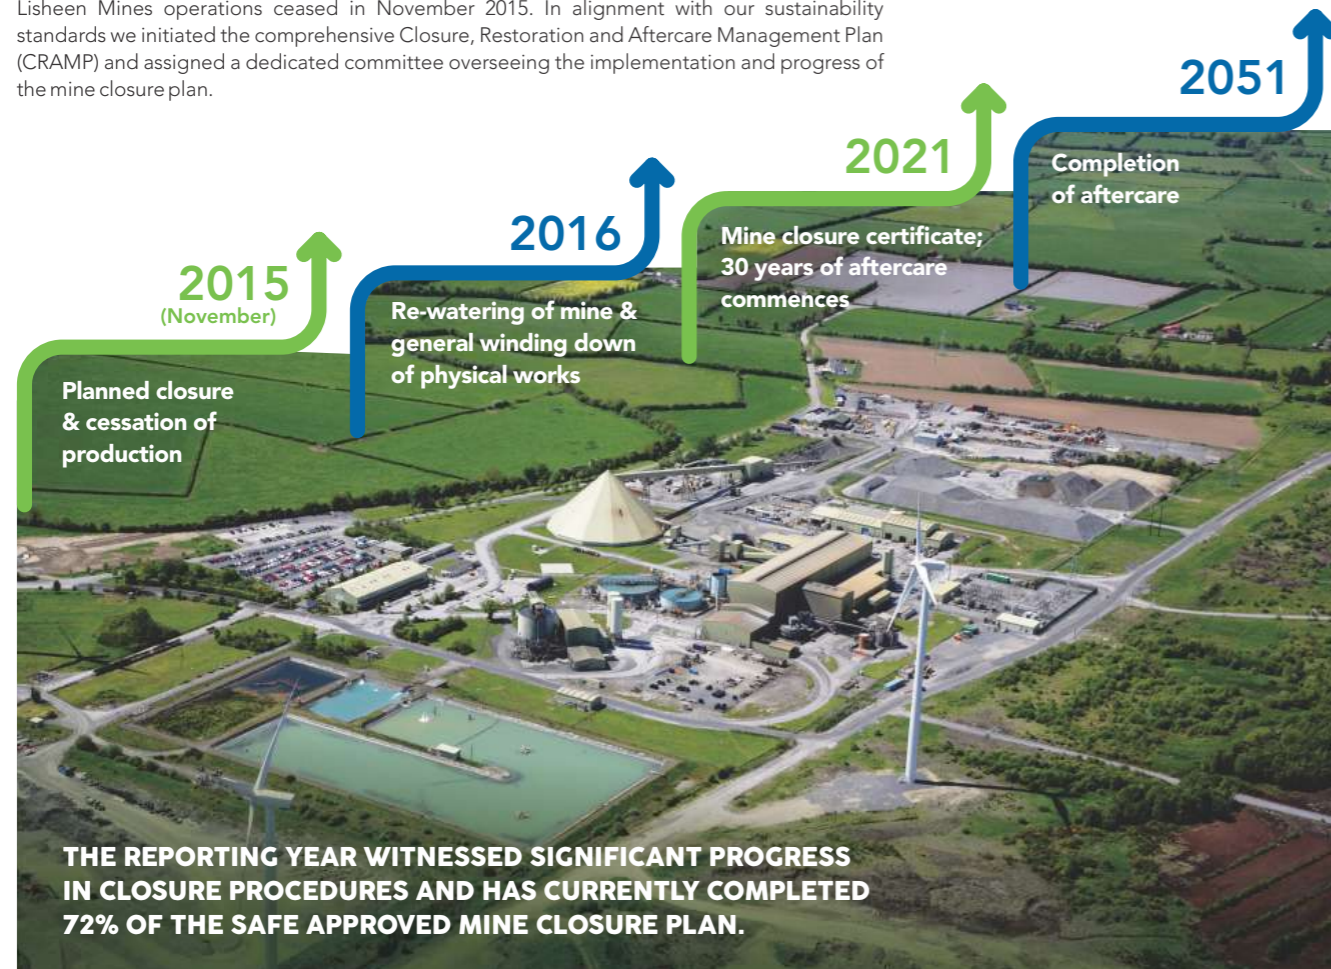 Lisheen Mines operations ceased in November 2015. In alignment with our sustainability
standards we initiated the comprehensive Closure, Restoration and Aftercare Management Plan
(CRAMP) and assigned a dedicated committee overseeing the implementation and progress of
the mine closure plan.
2015
(November)
Planned closure
& cessation of
production
2016
Re-watering of mine &
general winding down
of physical works
2021
Mine closure certificate;
30 years of aftercare
commences
2051
Completion
of aftercare
THE REPORTING YEAR WITNESSED SIGNIFICANT PROGRESS
IN CLOSURE PROCEDURES AND HAS CURRENTLY COMPLETED
72% OF THE SAFE APPROVED MINE CLOSURE PLAN.